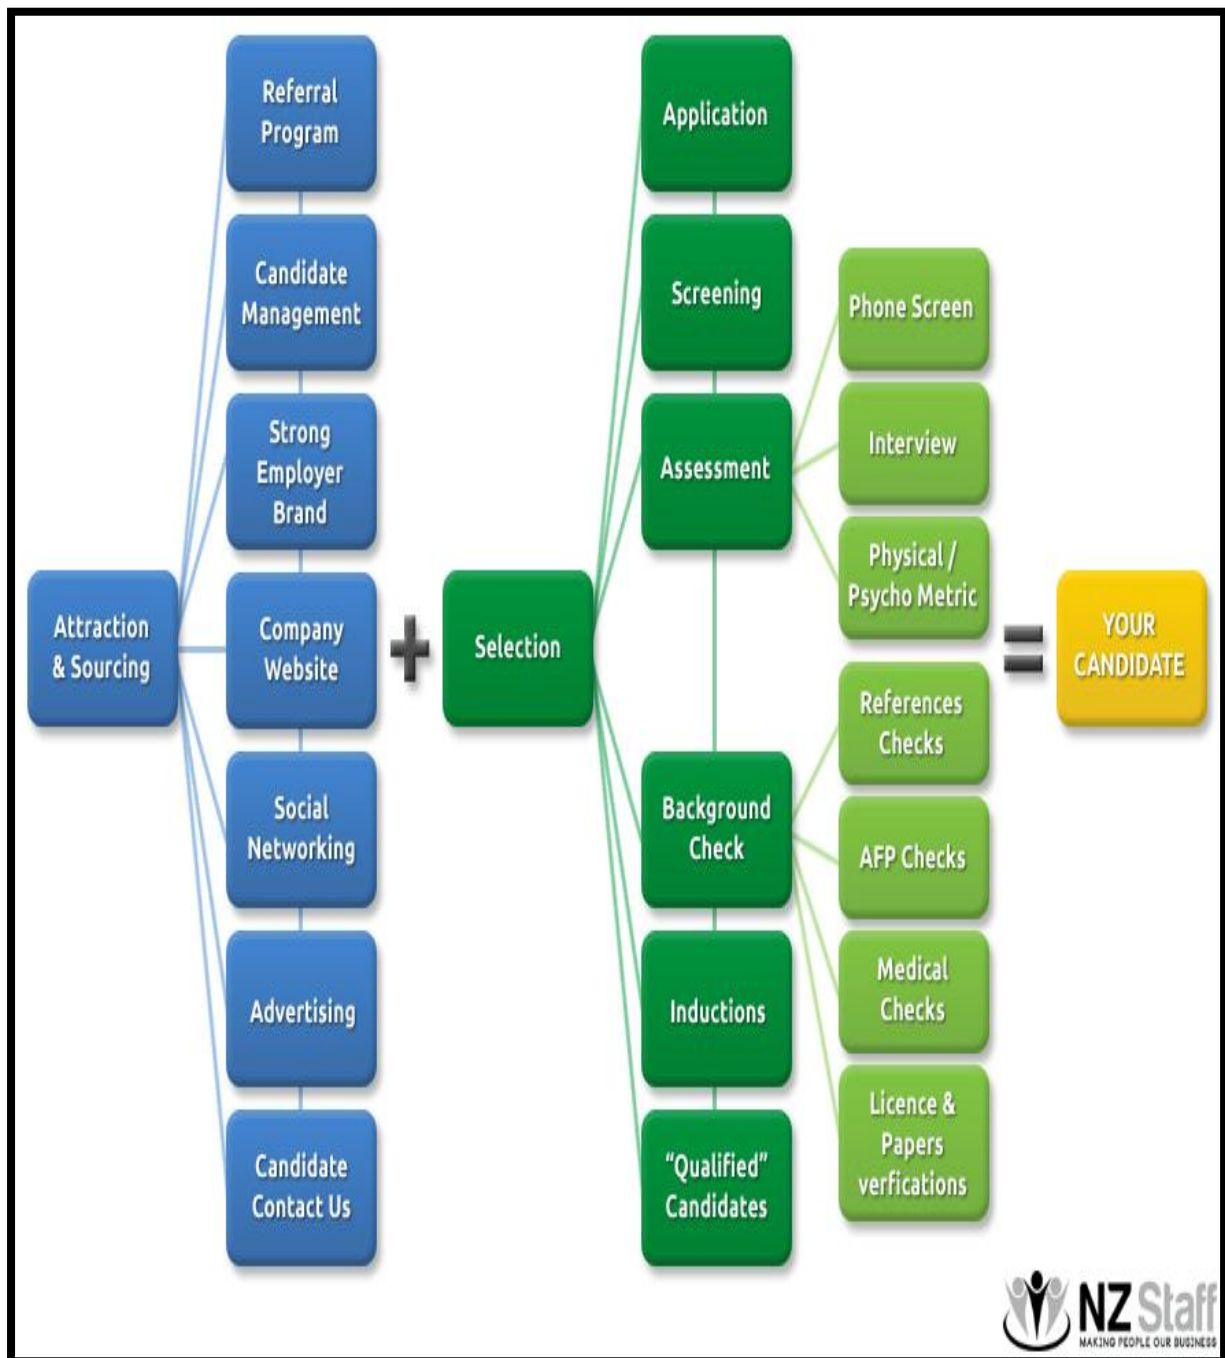 Attraction
& Sourcing
Referral
Program
Candidate
Management
Strong
Employer
Brand
Company
Website
Social
Networking
Advertising
Candidate
Contact Us
Selection
Application
Screening
Assessment
Background
Check
Inductions
“Qualified”
Candidates
Phone Screen
Interview
Physical /
Psycho Metric
References
Checks
AFP Checks
Medical
Checks
Licence &
Papers
verfications
YOUR
CANDIDATE
NZ Staff
MAKING PEOPLE OUR BUSINESS